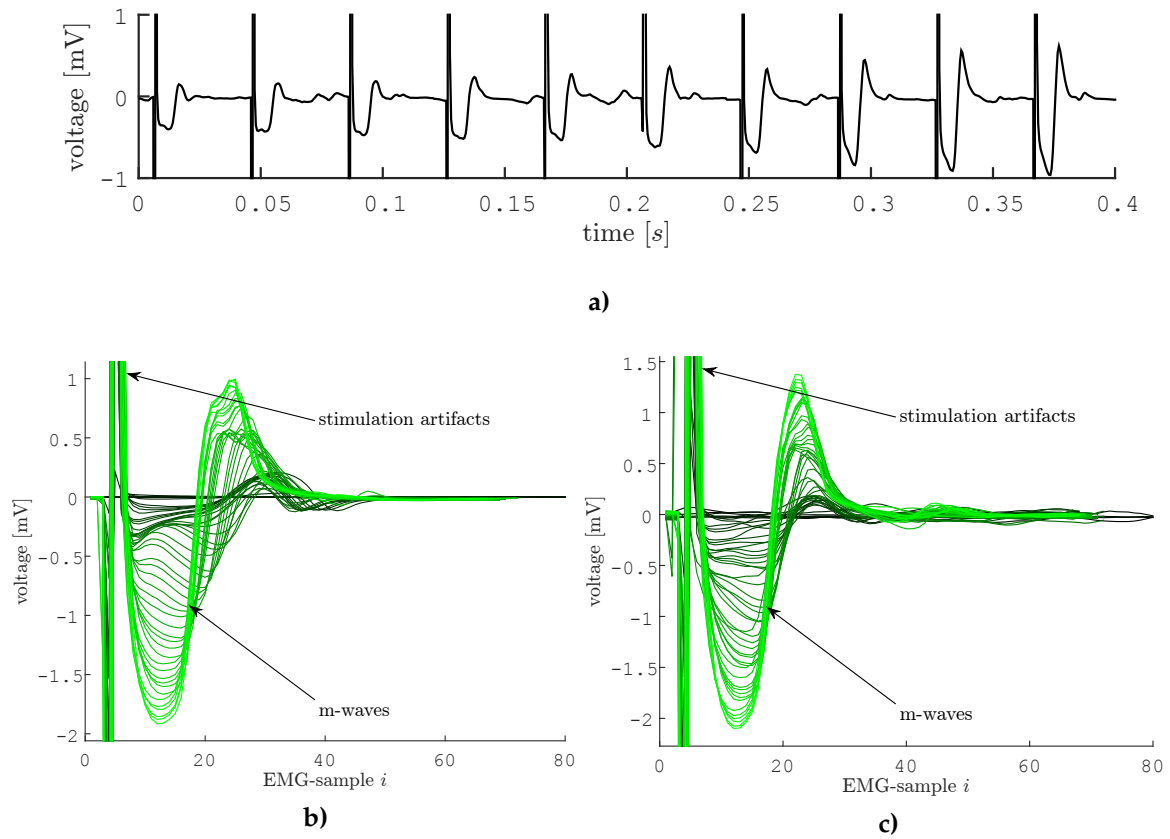 voltage [mV]
1
0
−1
0 0.05 0.1 0.15 0.2 0.25 0.3 0.35 0.4
time [s]
a)
voltage [mV]
1
0.5
0
−0.5
−1
−1.5
−2
stimulation artifacts
m-waves
0 20 40 60 80
EMG-sample i
b)
voltage [mV]
1.5
1
0.5
0
−0.5
−1
−1.5
−2
stimulation artifacts
m-waves
0 20 40 60 80
EMG-sample i
c)